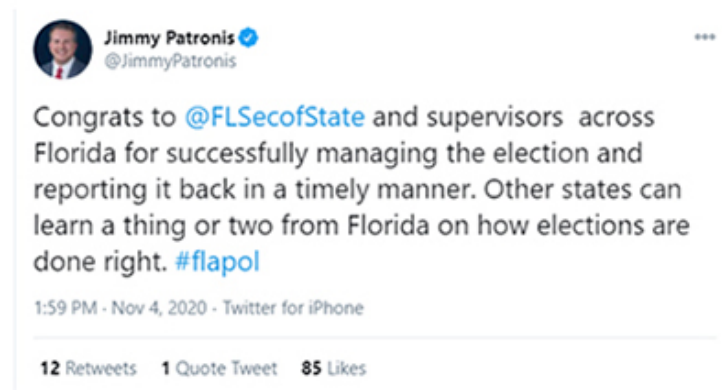 Jimmy Patronis
@JimmyPatronis
Congrats to @FLSecofState and supervisors across
Florida for successfully managing the election and
reporting it back in a timely manner. Other states can
learn a thing or two from Florida on how elections are
done right. #flapol
1:59 PM - Nov 4, 2020 - Twitter for iPhone
12 Retweets 1 Quote Tweet 85 Likes